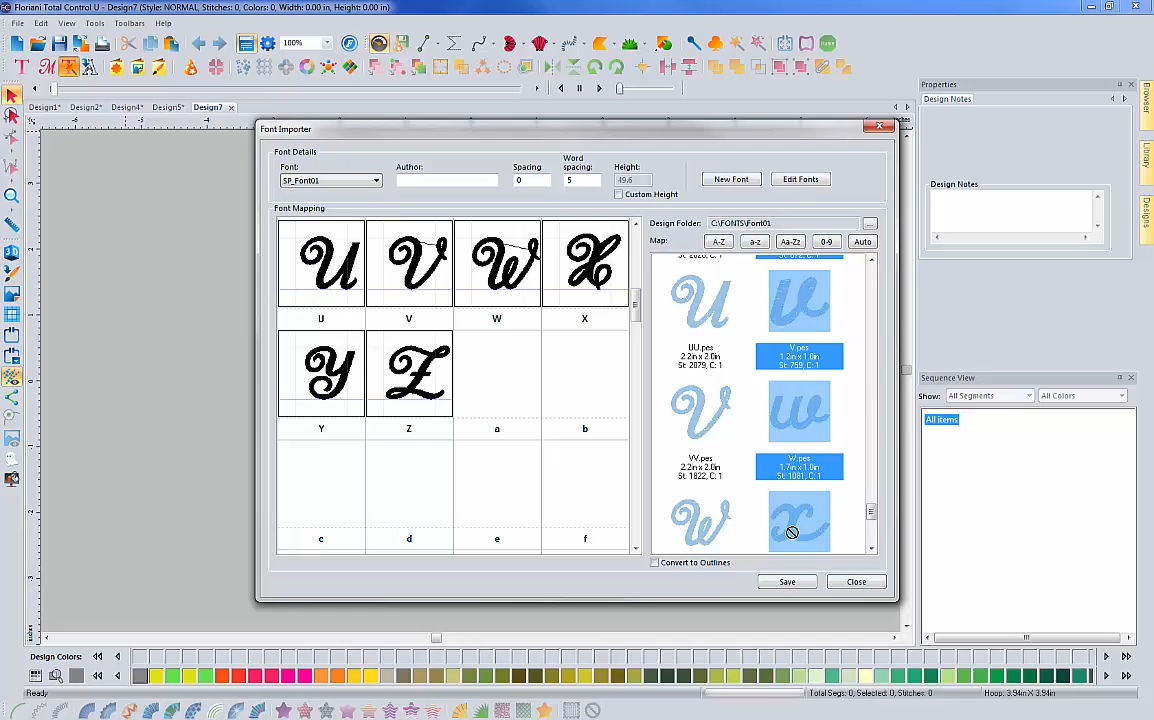 Floriani Total Control U - Design7 (Style: NORMAL, Stitches: 0, Colors: 0, Width: 0.00 in, Height: 0.00 in)
File Edit View Tools Toolbars Help
100%
Design1* Design2* Design4* Design5* Design7
Properties
Design Notes
Design Notes
Browser
Library
Designs
-6 -5 -4
Font Importer
Font Details
Font:
Author:
Spacing
Word spacing:
Height:
SP_Font01
0
5
49.6
Custom Height
New Font
Edit Fonts
Font Mapping
Design Folder: C:\FONTS\Font01
...
Map: A-Z a-z Aa-Zz 0-9 Auto
U V W X
U V W X
Y Z
Y Z a b
c d e f
U v
UU.pes
2.2in x 2.0in
St: 2079, C: 1
V.pes
1.2in x 1.0in
St: 759, C: 1
V w
VV.pes
2.2in x 2.0in
St: 1822, C: 1
W.pes
1.7in x 1.0in
St: 1081, C: 1
W x
Convert to Outlines
Save
Close
Sequence View
Show: All Segments All Colors
All items
Design Colors:
Ready
Total Segs: 0, Selected: 0, Stitches: 0
Hoop: 3.94in X 3.94in